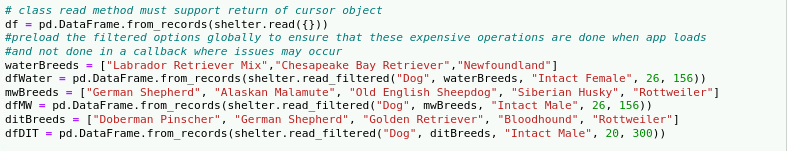 # class read method must support return of cursor object
df = pd.DataFrame.from_records(shelter.read({}))
#preload the filtered options globally to ensure that these expensive operations are done when app loads
#and not done in a callback where issues may occur
waterBreeds = ["Labrador Retriever Mix","Chesapeake Bay Retriever","Newfoundland"]
dfWater = pd.DataFrame.from_records(shelter.read_filtered("Dog", waterBreeds, "Intact Female", 26, 156))
mwBreeds = ["German Shepherd", "Alaskan Malamute", "Old English Sheepdog", "Siberian Husky", "Rottweiler"]
dfMW = pd.DataFrame.from_records(shelter.read_filtered("Dog", mwBreeds, "Intact Male", 26, 156))
ditBreeds = ["Doberman Pinscher", "German Shepherd", "Golden Retriever", "Bloodhound", "Rottweiler"]
dfDIT = pd.DataFrame.from_records(shelter.read_filtered("Dog", ditBreeds, "Intact Male", 20, 300))